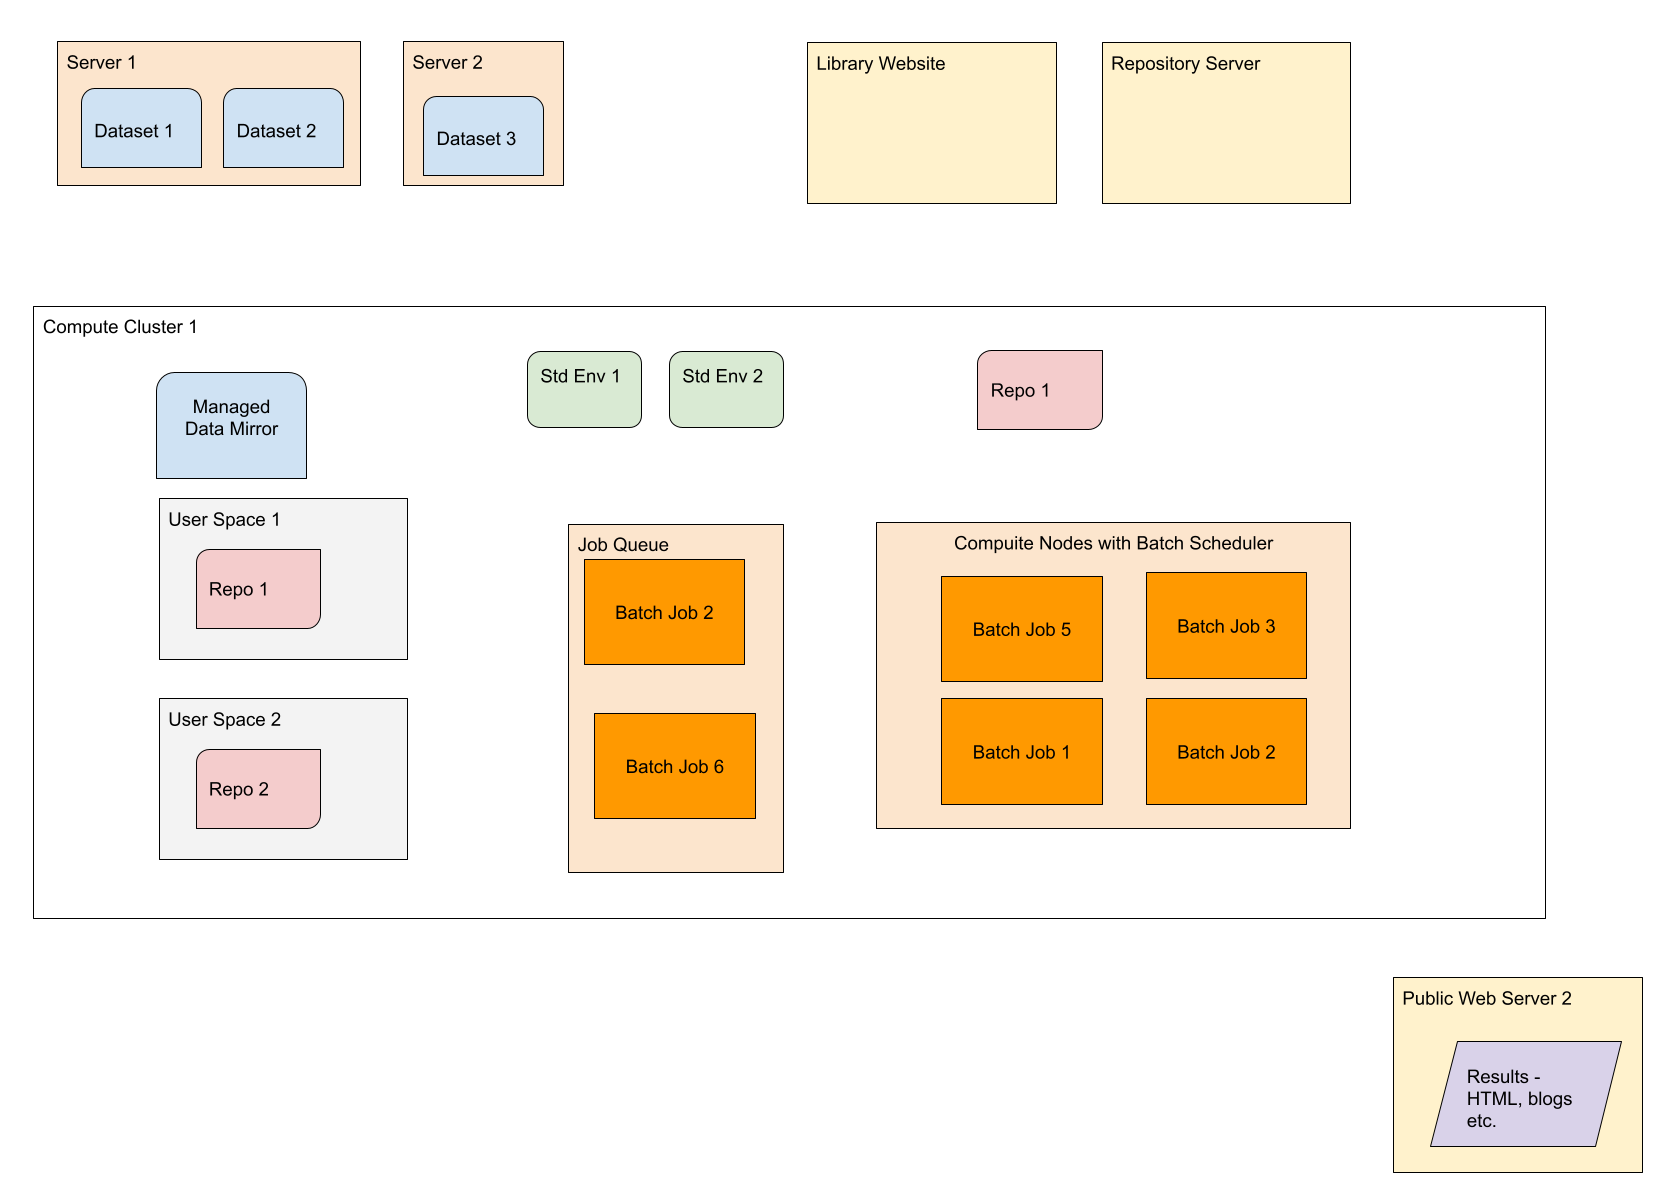 Server 1
Dataset 1
Dataset 2
Server 2
Dataset 3
Library Website
Repository Server
Compute Cluster 1
Managed
Data Mirror
Std Env 1
Std Env 2
Repo 1
User Space 1
Repo 1
User Space 2
Repo 2
Job Queue
Batch Job 2
Batch Job 6
Compuite Nodes with Batch Scheduler
Batch Job 5
Batch Job 3
Batch Job 1
Batch Job 2
Public Web Server 2
Results -
HTML, blogs
etc.